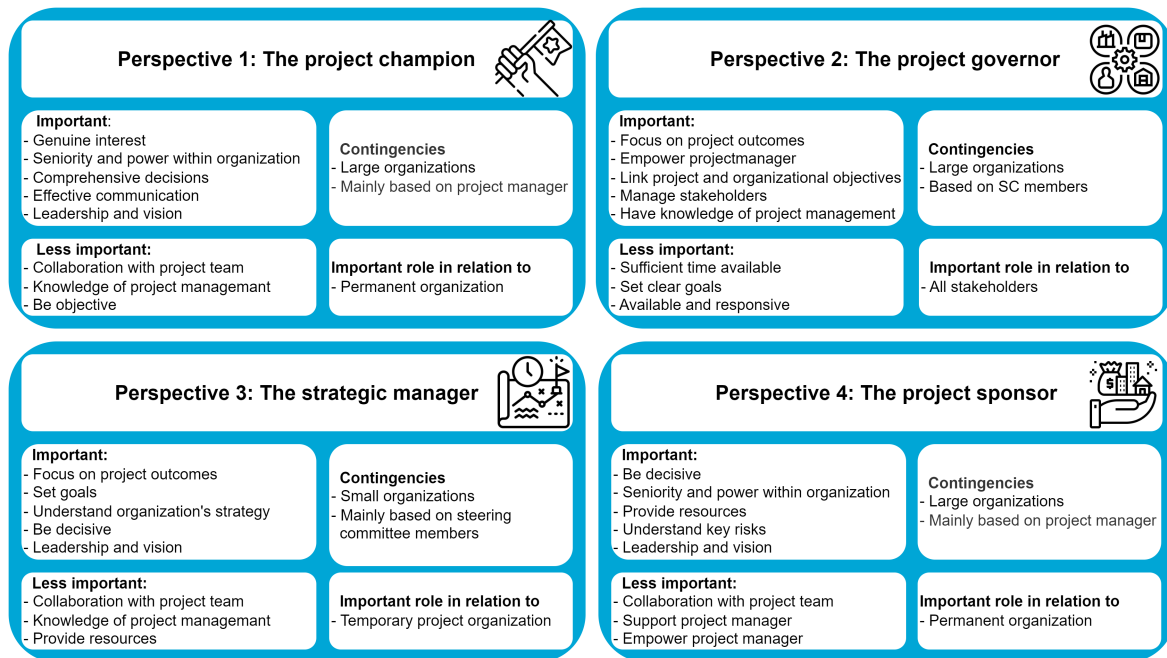 Perspective 1: The project champion
Important:
- Genuine interest
- Seniority and power within organization
- Comprehensive decisions
- Effective communication
- Leadership and vision
Contingencies
- Large organizations
- Mainly based on project manager
Less important:
- Collaboration with project team
- Knowledge of project managemant
- Be objective
Important role in relation to
- Permanent organization
Perspective 2: The project governor
Important:
- Focus on project outcomes
- Empower projectmanager
- Link project and organizational objectives
- Manage stakeholders
- Have knowledge of project management
Contingencies
- Large organizations
- Based on SC members
Less important:
- Sufficient time available
- Set clear goals
- Available and responsive
Important role in relation to
- All stakeholders
Perspective 3: The strategic manager
Important:
- Focus on project outcomes
- Set goals
- Understand organization's strategy
- Be decisive
- Leadership and vision
Contingencies
- Small organizations
- Mainly based on steering
committee members
Less important:
- Collaboration with project team
- Knowledge of project managemant
- Provide resources
Important role in relation to
- Temporary project organization
Perspective 4: The project sponsor
$
Important:
- Be decisive
- Seniority and power within organization
- Provide resources
- Understand key risks
- Leadership and vision
Contingencies
- Large organizations
- Mainly based on project manager
Less important:
- Collaboration with project team
- Support project manager
- Empower project manager
Important role in relation to
- Permanent organization